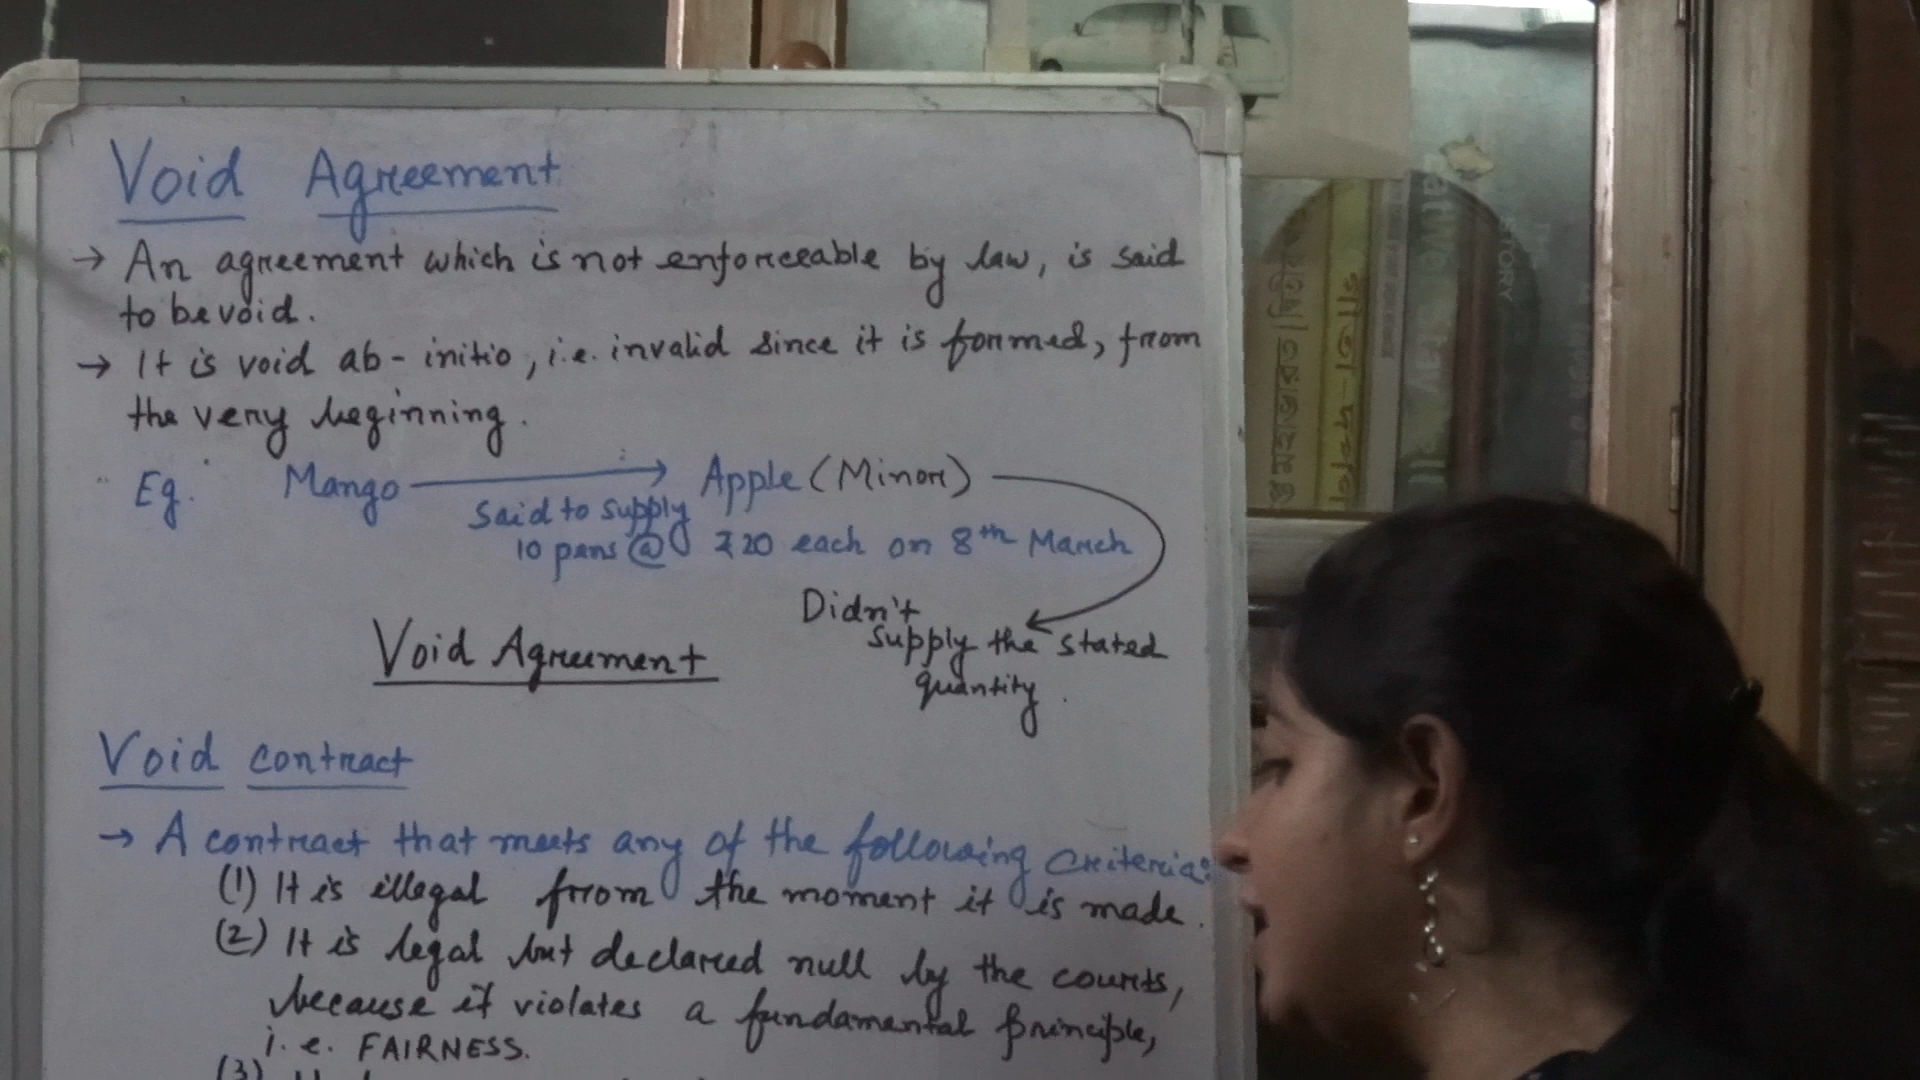 Void Agreement
→ An agreement which is not enforceable by law, is said
to be void.
→ It is void ab-initio, i.e. invalid since it is formed, from
the very beginning.
Eg. Mango → Apple (Minor)
Said to supply
10 pans @ ₹20 each on 8th March
Didn't
supply the stated
quantity.
Void Agreement
Void contract
→ A contract that meets any of the following criteria:
(1) It is illegal from the moment it is made.
(2) It is legal but declared null by the courts,
because it violates a fundamental principle,
i.e. FAIRNESS.
(3)